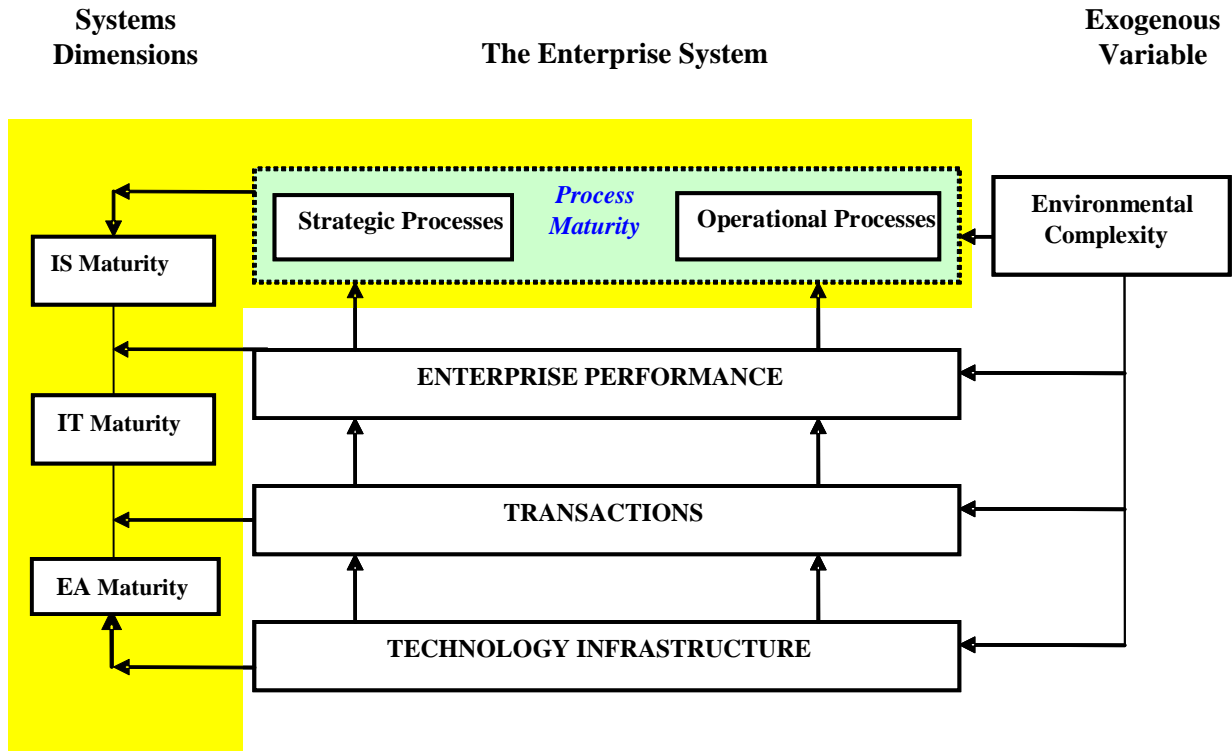 Systems
Dimensions
The Enterprise System
Exogenous
Variable
Strategic Processes
Process
Maturity
Operational Processes
Environmental
Complexity
IS Maturity
ENTERPRISE PERFORMANCE
IT Maturity
TRANSACTIONS
EA Maturity
TECHNOLOGY INFRASTRUCTURE